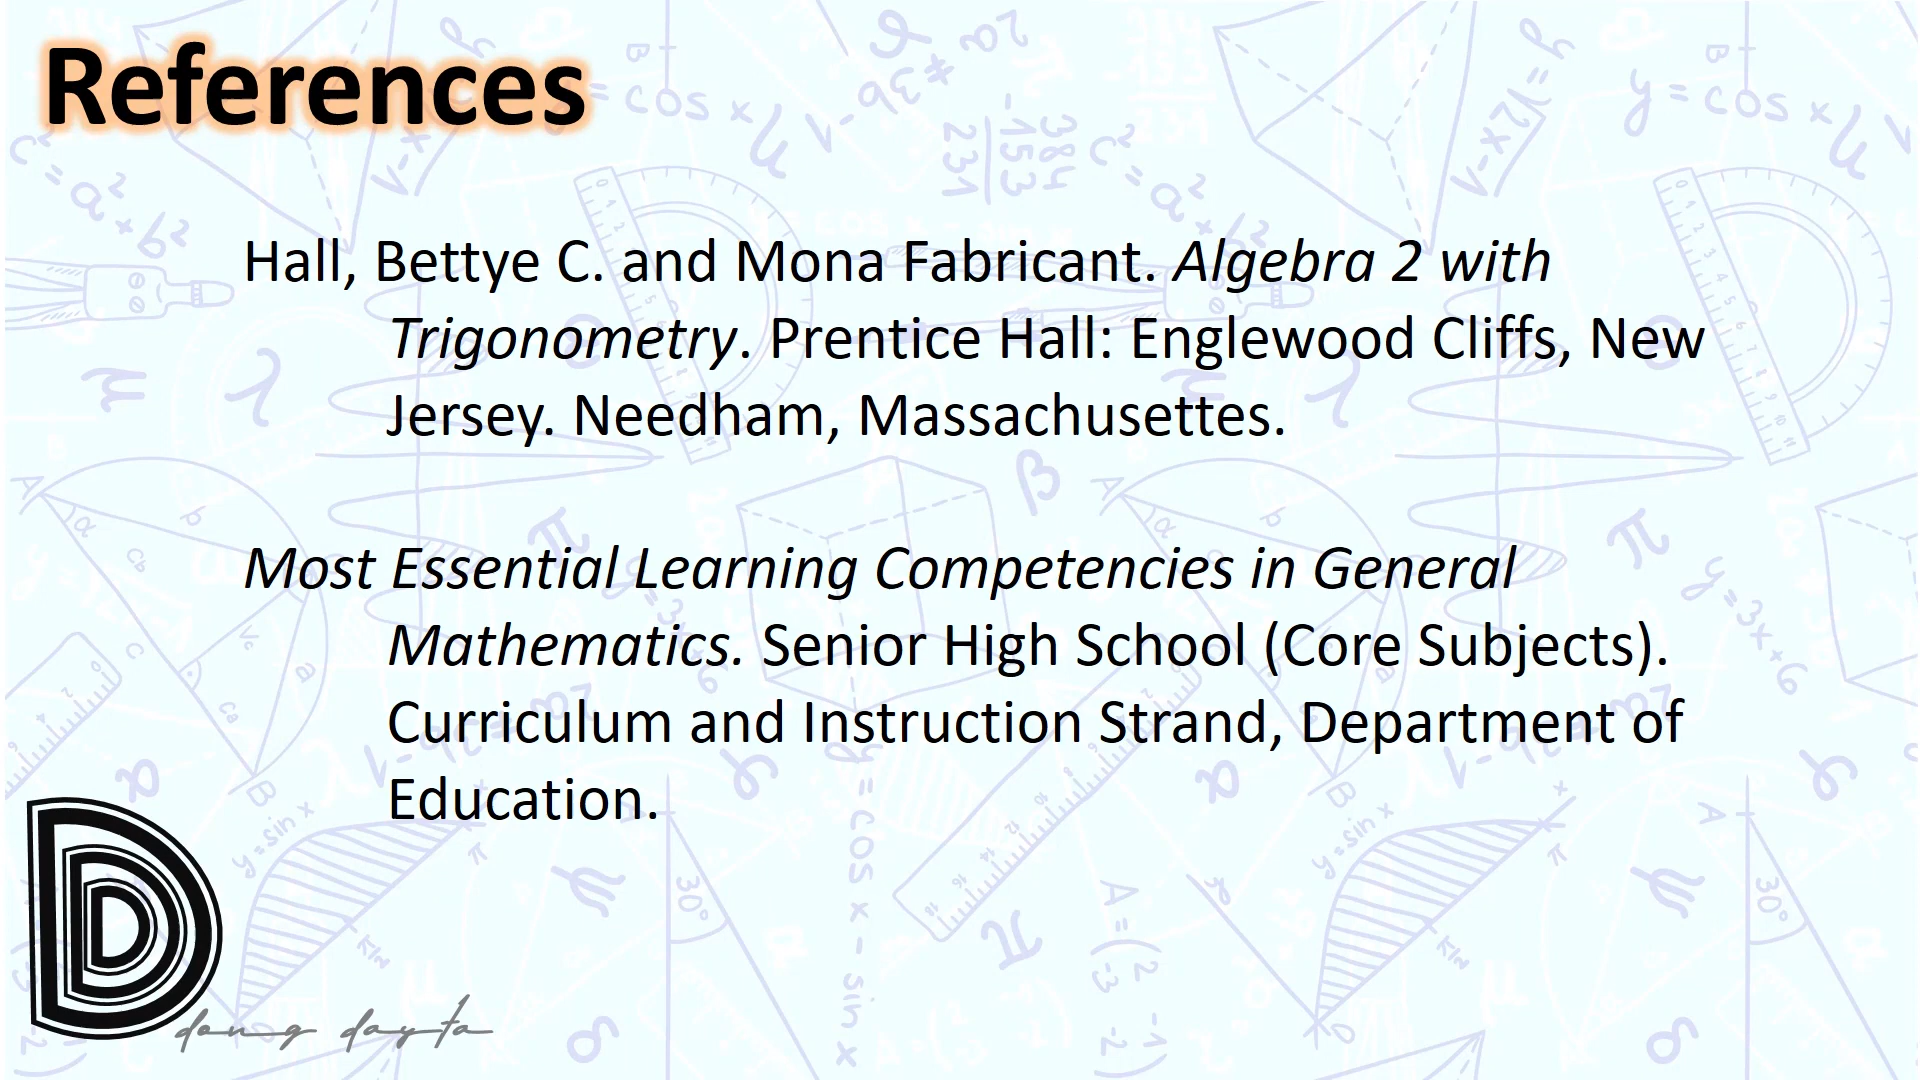 References
Hall, Bettye C. and Mona Fabricant. Algebra 2 with
Trigonometry. Prentice Hall: Englewood Cliffs, New
Jersey. Needham, Massachusettes.
Most Essential Learning Competencies in General
Mathematics. Senior High School (Core Subjects).
Curriculum and Instruction Strand, Department of
Education.
dong dayta